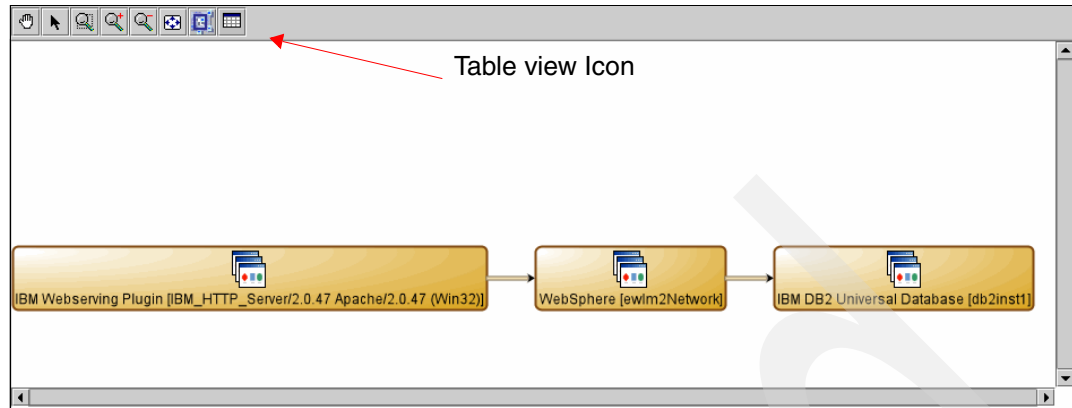 Table view Icon
IBM Webserving Plugin [IBM_HTTP_Server/2.0.47 Apache/2.0.47 (Win32)]
WebSphere [ewlm2Network]
IBM DB2 Universal Database [db2inst1]